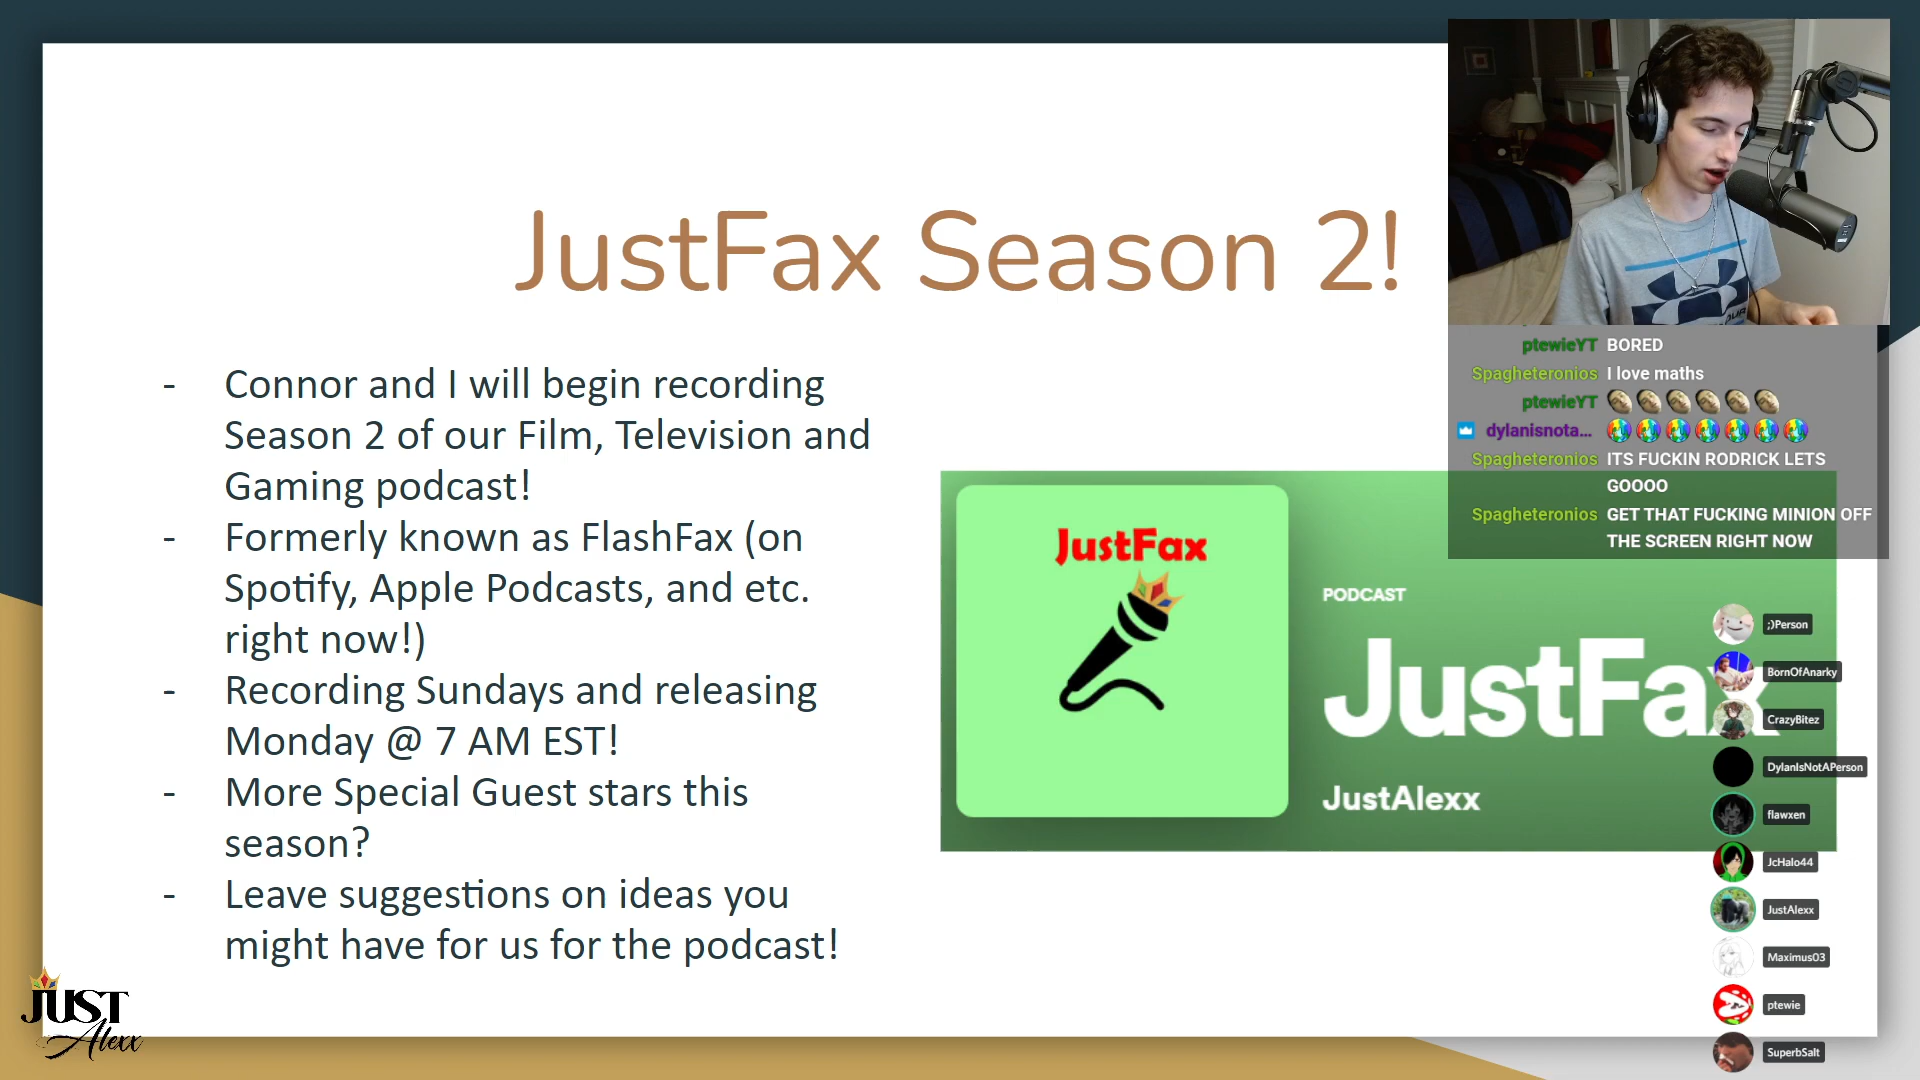 JustFax Season 2!
- Connor and I will begin recording
Season 2 of our Film, Television and
Gaming podcast!
- Formerly known as FlashFax (on
Spotify, Apple Podcasts, and etc.
right now!)
- Recording Sundays and releasing
Monday @ 7 AM EST!
- More Special Guest stars this
season?
- Leave suggestions on ideas you
might have for us for the podcast!
JustFax
PODCAST
JustFax
JustAlexx
ptewieYT BORED
Spagheteronios I love maths
ptewieYT
dylanisnota...
Spagheteronios ITS FUCKIN RODRICK LETS
GOOOO
Spagheteronios GET THAT FUCKING MINION OFF
THE SCREEN RIGHT NOW
;)Person
BornOfAnarky
CrazyBitez
DylanIsNotAPerson
flawxen
JcHalo44
JustAlexx
Maximus03
ptewie
SuperbSalt
JUST
Alexx